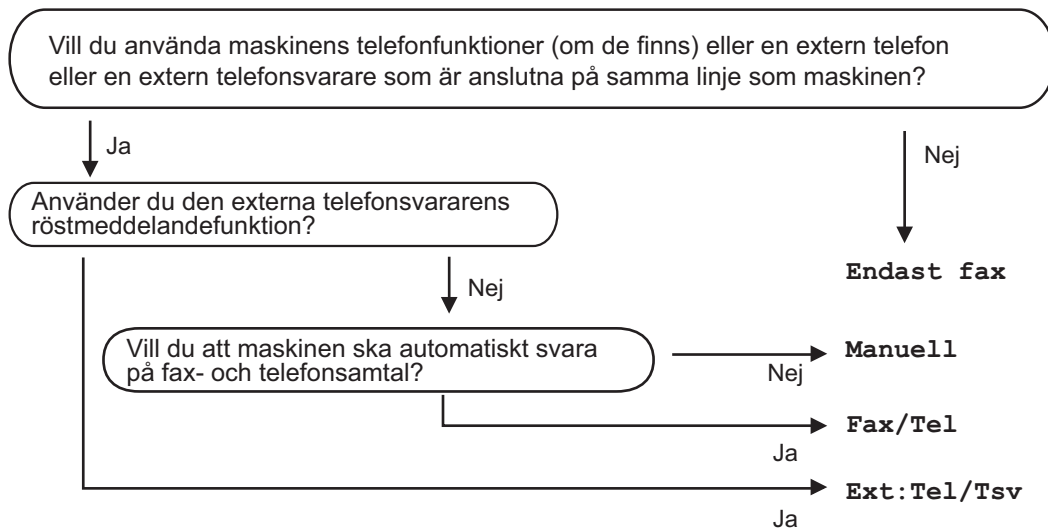 Vill du använda maskinens telefonfunktioner (om de finns) eller en extern telefon
eller en extern telefonsvarare som är anslutna på samma linje som maskinen?
Ja
Nej
Använder du den externa telefonsvararens
röstmeddelandefunktion?
Endast fax
Nej
Vill du att maskinen ska automatiskt svara
på fax- och telefonsamtal?
Manuell
Nej
Fax/Tel
Ja
Ext:Tel/Tsv
Ja